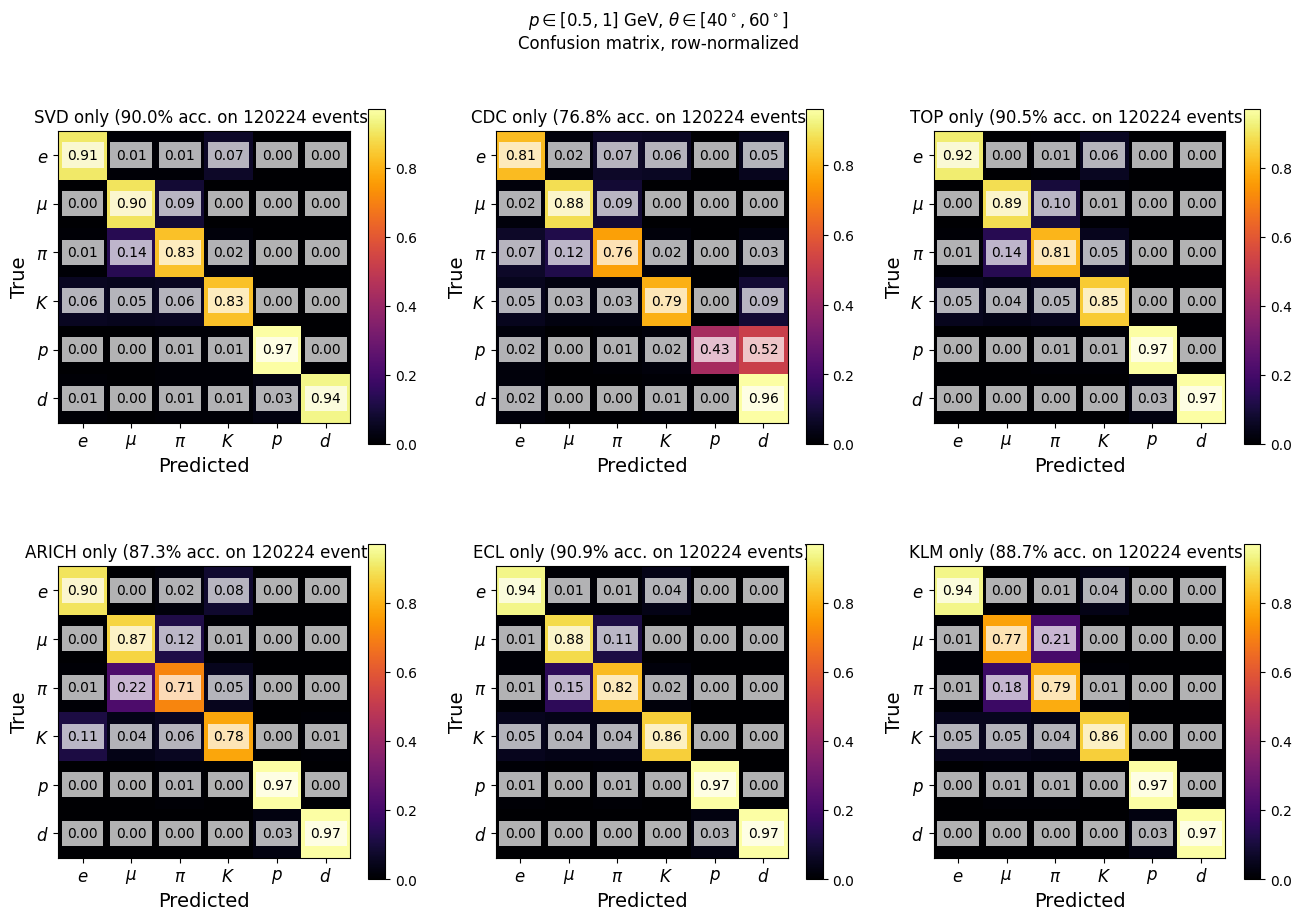 p ∈ [0.5, 1] GeV, θ ∈ [40°, 60°]
Confusion matrix, row-normalized
SVD only (90.0% acc. on 120224 events
True
e 0.91 0.01 0.01 0.07 0.00 0.00
μ 0.00 0.90 0.09 0.00 0.00 0.00
π 0.01 0.14 0.83 0.02 0.00 0.00
K 0.06 0.05 0.06 0.83 0.00 0.00
p 0.00 0.00 0.01 0.01 0.97 0.00
d 0.01 0.00 0.01 0.01 0.03 0.94
e μ π K p d
Predicted
0.8
0.6
0.4
0.2
0.0
CDC only (76.8% acc. on 120224 events
True
e 0.81 0.02 0.07 0.06 0.00 0.05
μ 0.02 0.88 0.09 0.00 0.00 0.00
π 0.07 0.12 0.76 0.02 0.00 0.03
K 0.05 0.03 0.03 0.79 0.00 0.09
p 0.02 0.00 0.01 0.02 0.43 0.52
d 0.02 0.00 0.00 0.01 0.00 0.96
e μ π K p d
Predicted
0.8
0.6
0.4
0.2
0.0
TOP only (90.5% acc. on 120224 events
True
e 0.92 0.00 0.01 0.06 0.00 0.00
μ 0.00 0.89 0.10 0.01 0.00 0.00
π 0.01 0.14 0.81 0.05 0.00 0.00
K 0.05 0.04 0.05 0.85 0.00 0.00
p 0.00 0.00 0.01 0.01 0.97 0.00
d 0.00 0.00 0.00 0.00 0.03 0.97
e μ π K p d
Predicted
0.8
0.6
0.4
0.2
0.0
ARICH only (87.3% acc. on 120224 event
True
e 0.90 0.00 0.02 0.08 0.00 0.00
μ 0.00 0.87 0.12 0.01 0.00 0.00
π 0.01 0.22 0.71 0.05 0.00 0.00
K 0.11 0.04 0.06 0.78 0.00 0.01
p 0.00 0.00 0.01 0.00 0.97 0.00
d 0.00 0.00 0.00 0.00 0.03 0.97
e μ π K p d
Predicted
0.8
0.6
0.4
0.2
0.0
ECL only (90.9% acc. on 120224 events)
True
e 0.94 0.01 0.01 0.04 0.00 0.00
μ 0.01 0.88 0.11 0.00 0.00 0.00
π 0.01 0.15 0.82 0.02 0.00 0.00
K 0.05 0.04 0.04 0.86 0.00 0.00
p 0.01 0.00 0.00 0.00 0.97 0.00
d 0.00 0.00 0.00 0.00 0.03 0.97
e μ π K p d
Predicted
0.8
0.6
0.4
0.2
0.0
KLM only (88.7% acc. on 120224 events
True
e 0.94 0.00 0.01 0.04 0.00 0.00
μ 0.01 0.77 0.21 0.00 0.00 0.00
π 0.01 0.18 0.79 0.01 0.00 0.00
K 0.05 0.05 0.04 0.86 0.00 0.00
p 0.00 0.01 0.01 0.00 0.97 0.00
d 0.00 0.00 0.00 0.00 0.03 0.97
e μ π K p d
Predicted
0.8
0.6
0.4
0.2
0.0